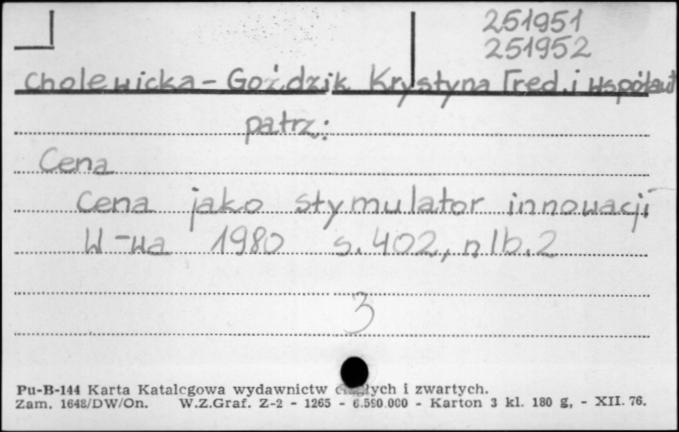 251951
251952
Cholewicka-Goździk Krystyna [red. i współaut
patrz:
Cena
Cena jako stymulator innowacji
W-wa 1980 s. 402, nlb. 2
3
Pu-B-144 Karta Katalogowa wydawnictw ciągłych i zwartych.
Zam. 1648/DW/On. W.Z.Graf. Z-2 - 1265 - 6.590.000 - Karton 3 kl. 180 g, - XII. 76.